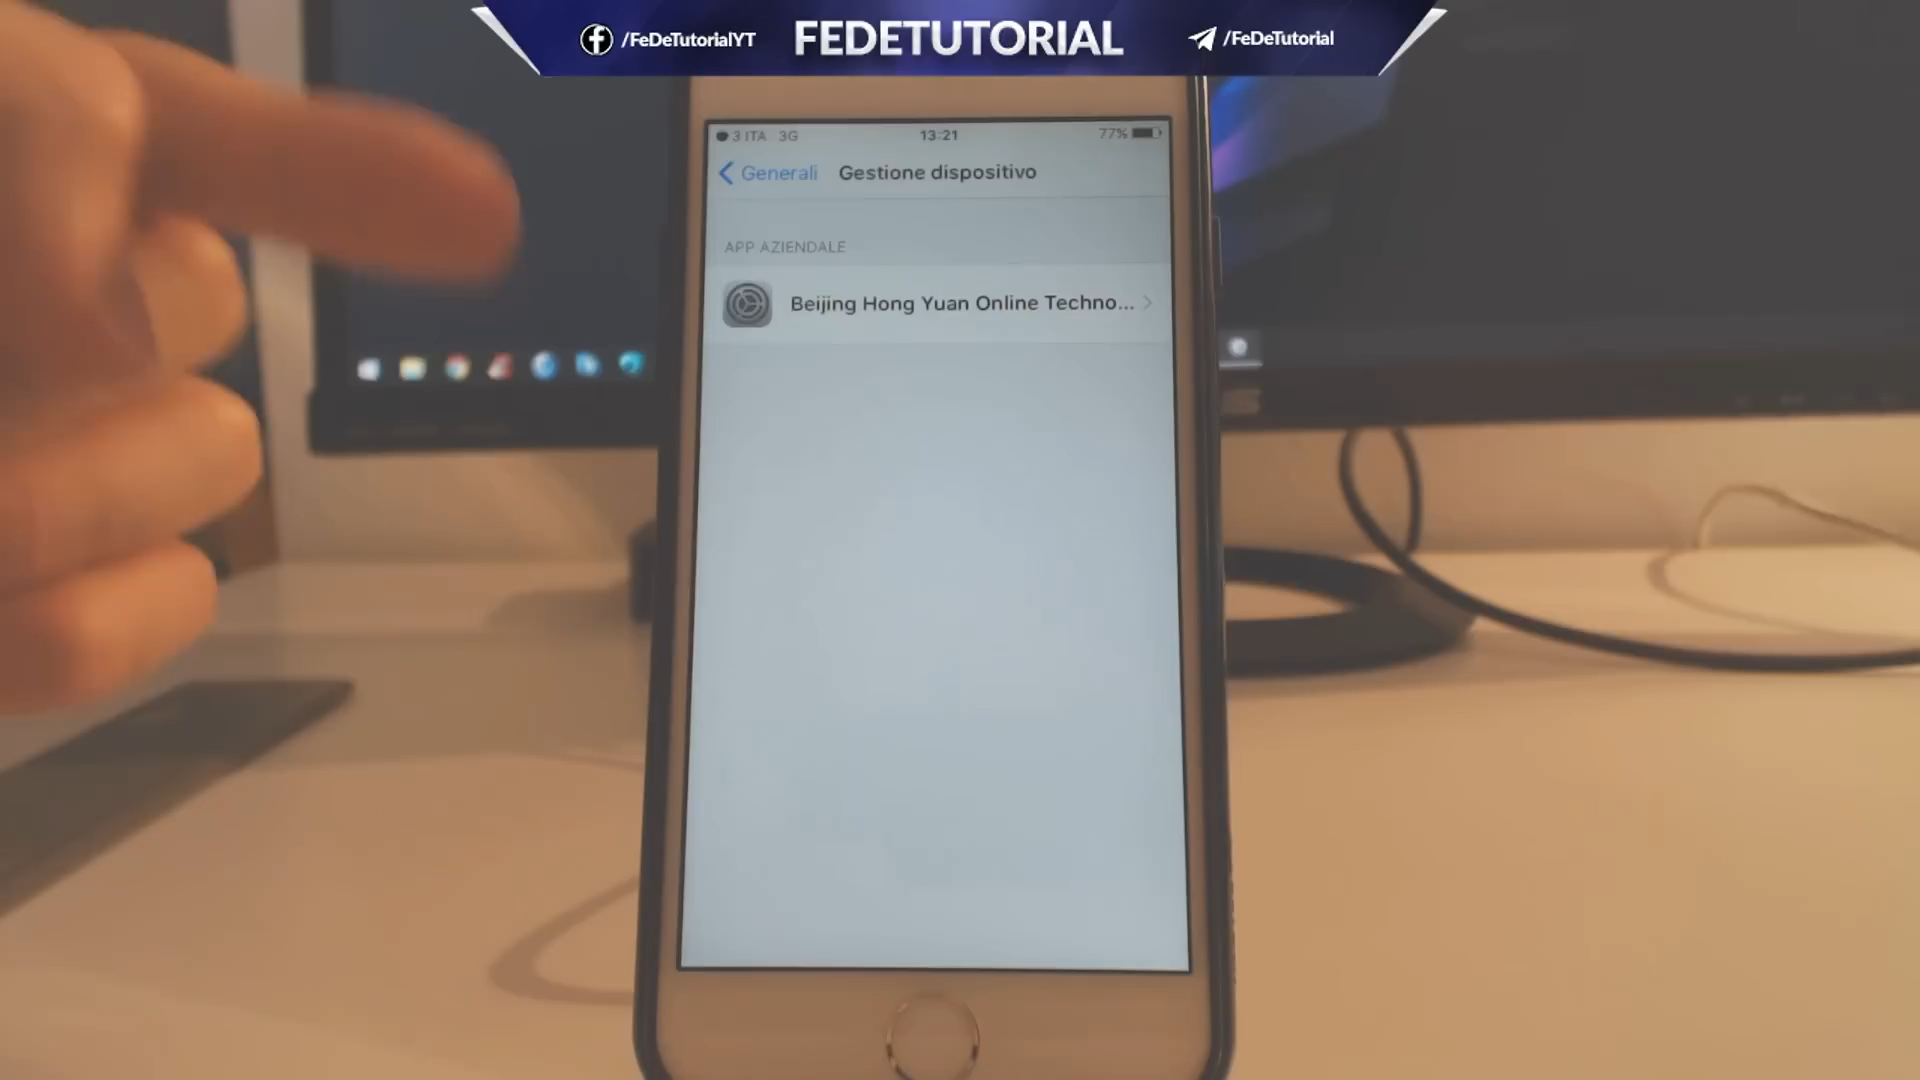 /FeDeTutorialYT FEDETUTORIAL /FeDeTutorial
3 ITA 3G 13:21 77%
Generali Gestione dispositivo
APP AZIENDALE
Beijing Hong Yuan Online Techno...